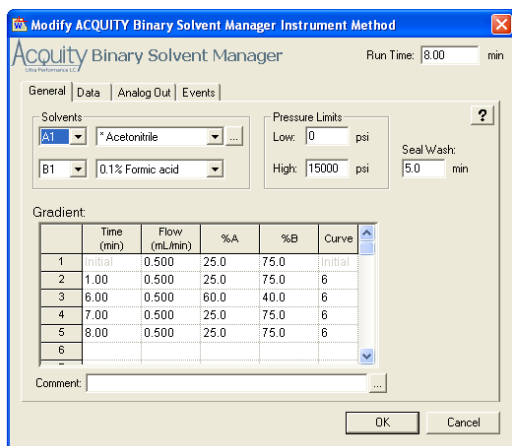 Modify ACQUITY Binary Solvent Manager Instrument Method
Acquity Binary Solvent Manager
Ultra Performance LC
Run Time: 8.00 min
General Data Analog Out Events
Solvents
A1 * Acetonitrile ...
B1 0.1% Formic acid
Pressure Limits
Low: 0 psi
High: 15000 psi
?
Seal Wash:
5.0 min
Gradient:
Time (min) Flow (mL/min) %A %B Curve
1 Initial 0.500 25.0 75.0 Initial
2 1.00 0.500 25.0 75.0 6
3 6.00 0.500 60.0 40.0 6
4 7.00 0.500 25.0 75.0 6
5 8.00 0.500 25.0 75.0 6
6
Comment: ...
OK Cancel